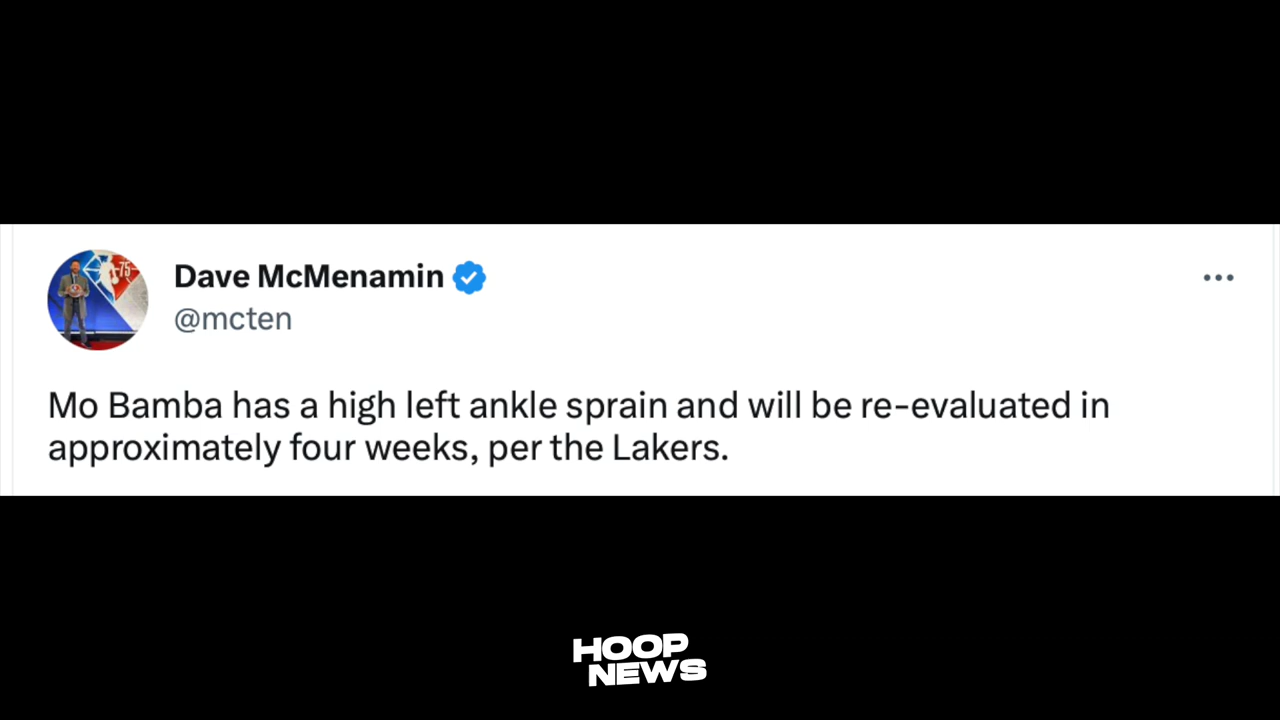 75
Dave McMenamin
@mcten
Mo Bamba has a high left ankle sprain and will be re-evaluated in
approximately four weeks, per the Lakers.
HOOP
NEWS